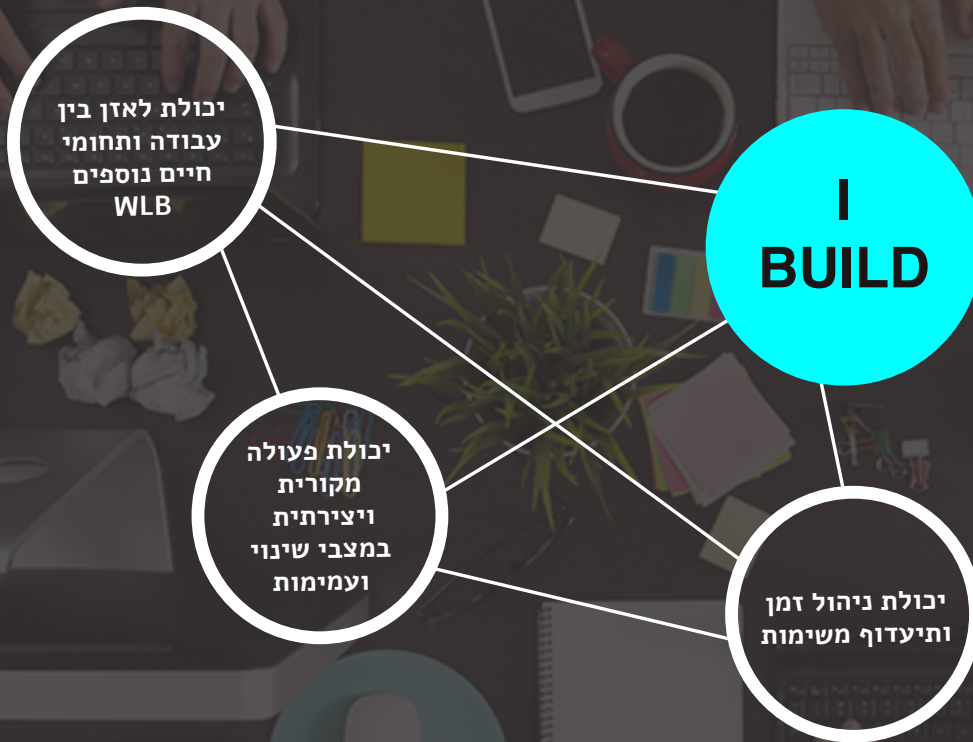 יכולת לאזן בין
עבודה ותחומי
חיים נוספים
WLB
I
BUILD
יכולת פעולה
מקורית
ויצירתית
במצבי שינוי
ועמימות
יכולת ניהול זמן
ותיעדוף משימות